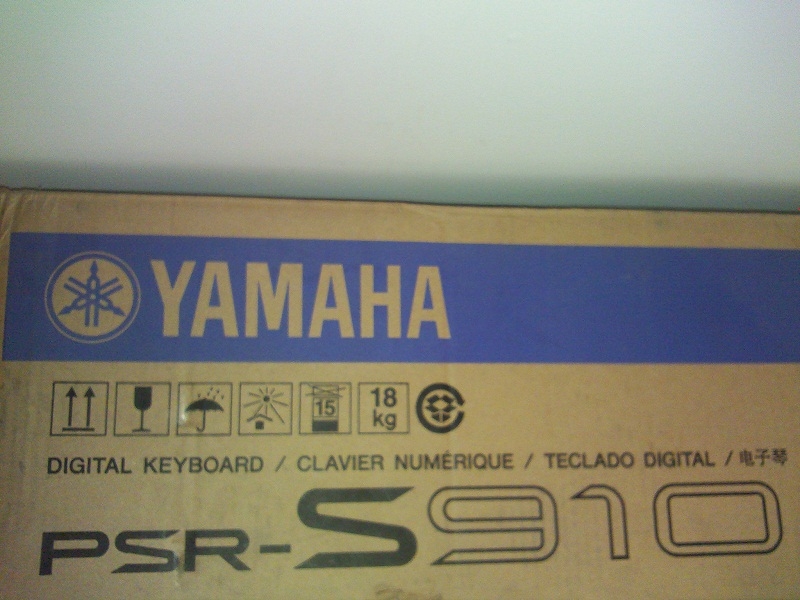 YAMAHA
15
18 kg
DIGITAL KEYBOARD / CLAVIER NUMÉRIQUE / TECLADO DIGITAL / 电子琴
PSR-S910